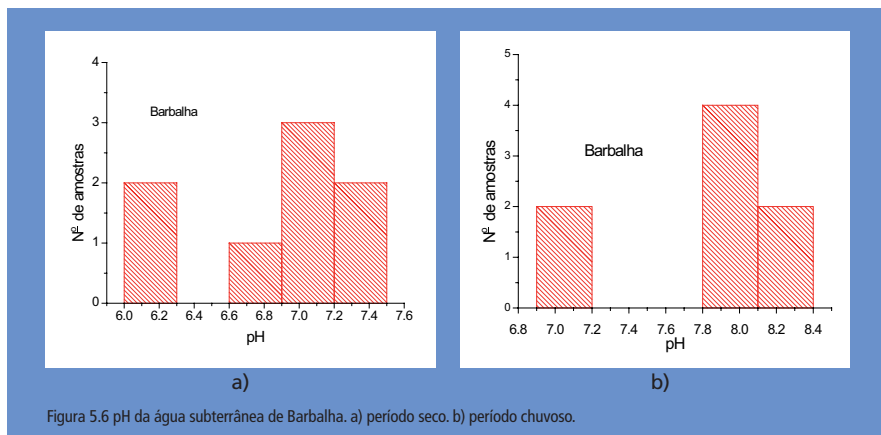 4
3
2
1
0
Nº de amostras
Barbalha
6.0 6.2 6.4 6.6 6.8 7.0 7.2 7.4 7.6
pH
a)
5
4
3
2
1
0
Nº de amostras
Barbalha
6.8 7.0 7.2 7.4 7.6 7.8 8.0 8.2 8.4
pH
b)
Figura 5.6 pH da água subterrânea de Barbalha. a) período seco. b) período chuvoso.